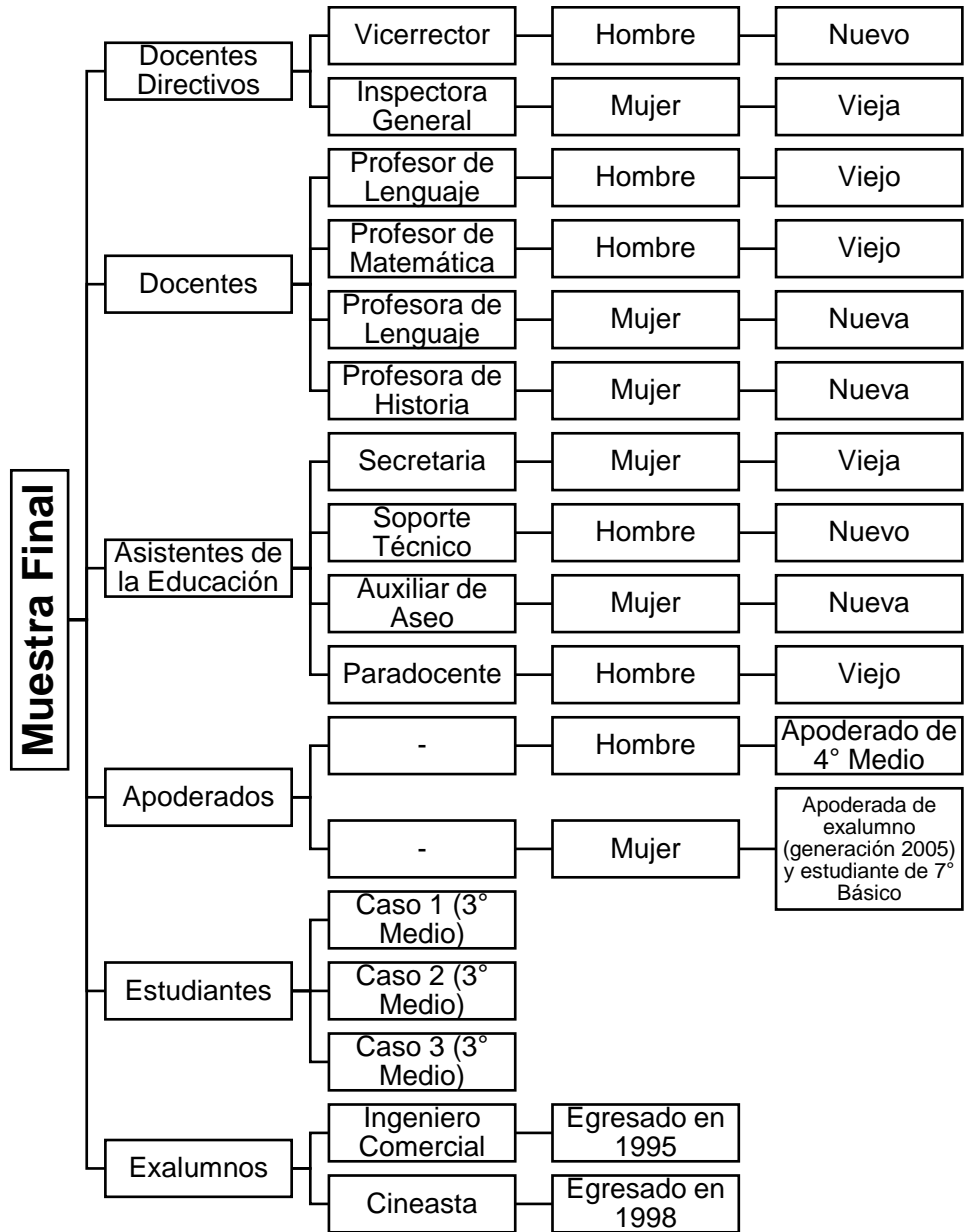 Muestra Final
Docentes
Directivos
Vicerrector
Hombre
Nuevo
Inspectora
General
Mujer
Vieja
Docentes
Profesor de
Lenguaje
Hombre
Viejo
Profesor de
Matemática
Hombre
Viejo
Profesora de
Lenguaje
Mujer
Nueva
Profesora de
Historia
Mujer
Nueva
Asistentes de
la Educación
Secretaria
Mujer
Vieja
Soporte
Técnico
Hombre
Nuevo
Auxiliar de
Aseo
Mujer
Nueva
Paradocente
Hombre
Viejo
Apoderados
-
Hombre
Apoderado de
4° Medio
-
Mujer
Apoderada de
exalumno
(generación 2005)
y estudiante de 7°
Básico
Estudiantes
Caso 1 (3°
Medio)
Caso 2 (3°
Medio)
Caso 3 (3°
Medio)
Exalumnos
Ingeniero
Comercial
Egresado en
1995
Cineasta
Egresado en
1998